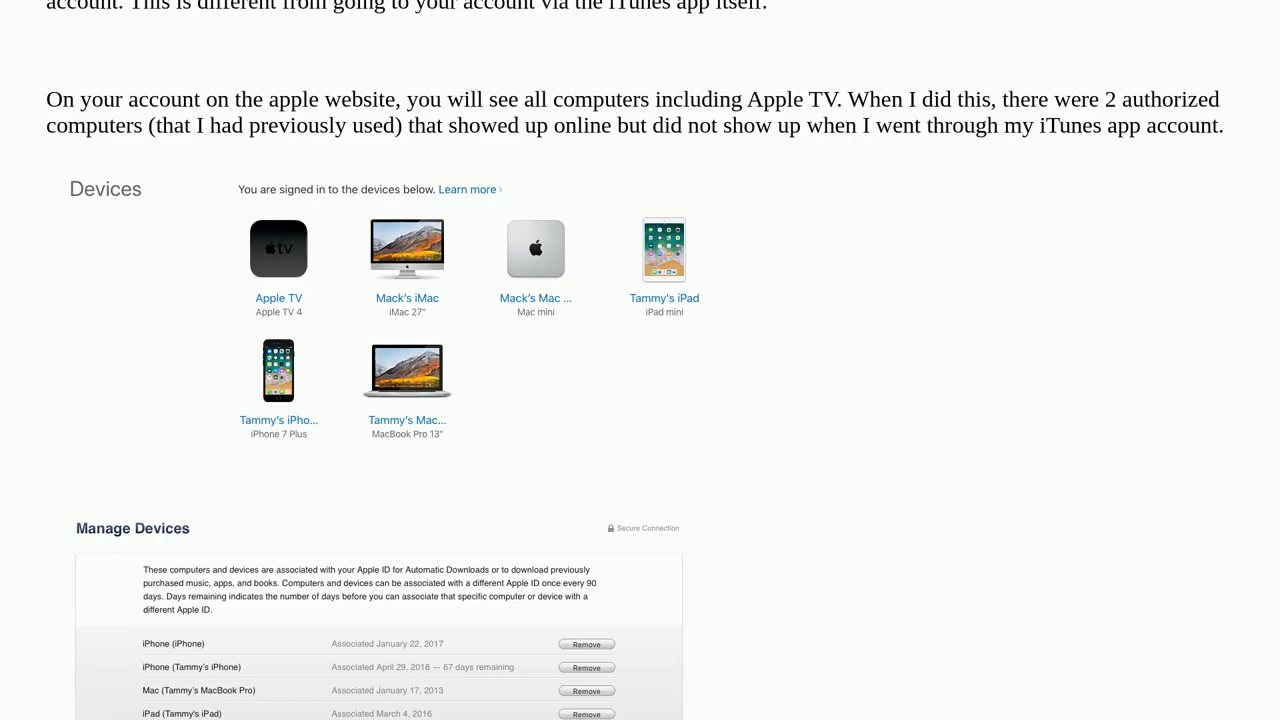 account. This is different from going to your account via the iTunes app itself.
On your account on the apple website, you will see all computers including Apple TV. When I did this, there were 2 authorized
computers (that I had previously used) that showed up online but did not show up when I went through my iTunes app account.
Devices
You are signed in to the devices below. Learn more ›
tv
Apple TV
Apple TV 4
Mack's iMac
iMac 27"
Mack's Mac ...
Mac mini
Tammy's iPad
iPad mini
Tammy's iPho...
iPhone 7 Plus
Tammy's Mac...
MacBook Pro 13"
Manage Devices
Secure Connection
These computers and devices are associated with your Apple ID for Automatic Downloads or to download previously
purchased music, apps, and books. Computers and devices can be associated with a different Apple ID once every 90
days. Days remaining indicates the number of days before you can associate that specific computer or device with a
different Apple ID.
iPhone (iPhone) Associated January 22, 2017 Remove
iPhone (Tammy's iPhone) Associated April 29, 2018 — 67 days remaining Remove
Mac (Tammy's MacBook Pro) Associated January 17, 2013 Remove
iPad (Tammy's iPad) Associated March 4, 2016 Remove